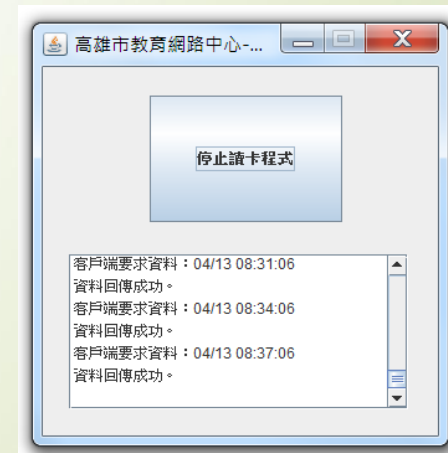 高雄市教育網路中心-...
停止讀卡程式
客戶端要求資料：04/13 08:31:06
資料回傳成功。
客戶端要求資料：04/13 08:34:06
資料回傳成功。
客戶端要求資料：04/13 08:37:06
資料回傳成功。